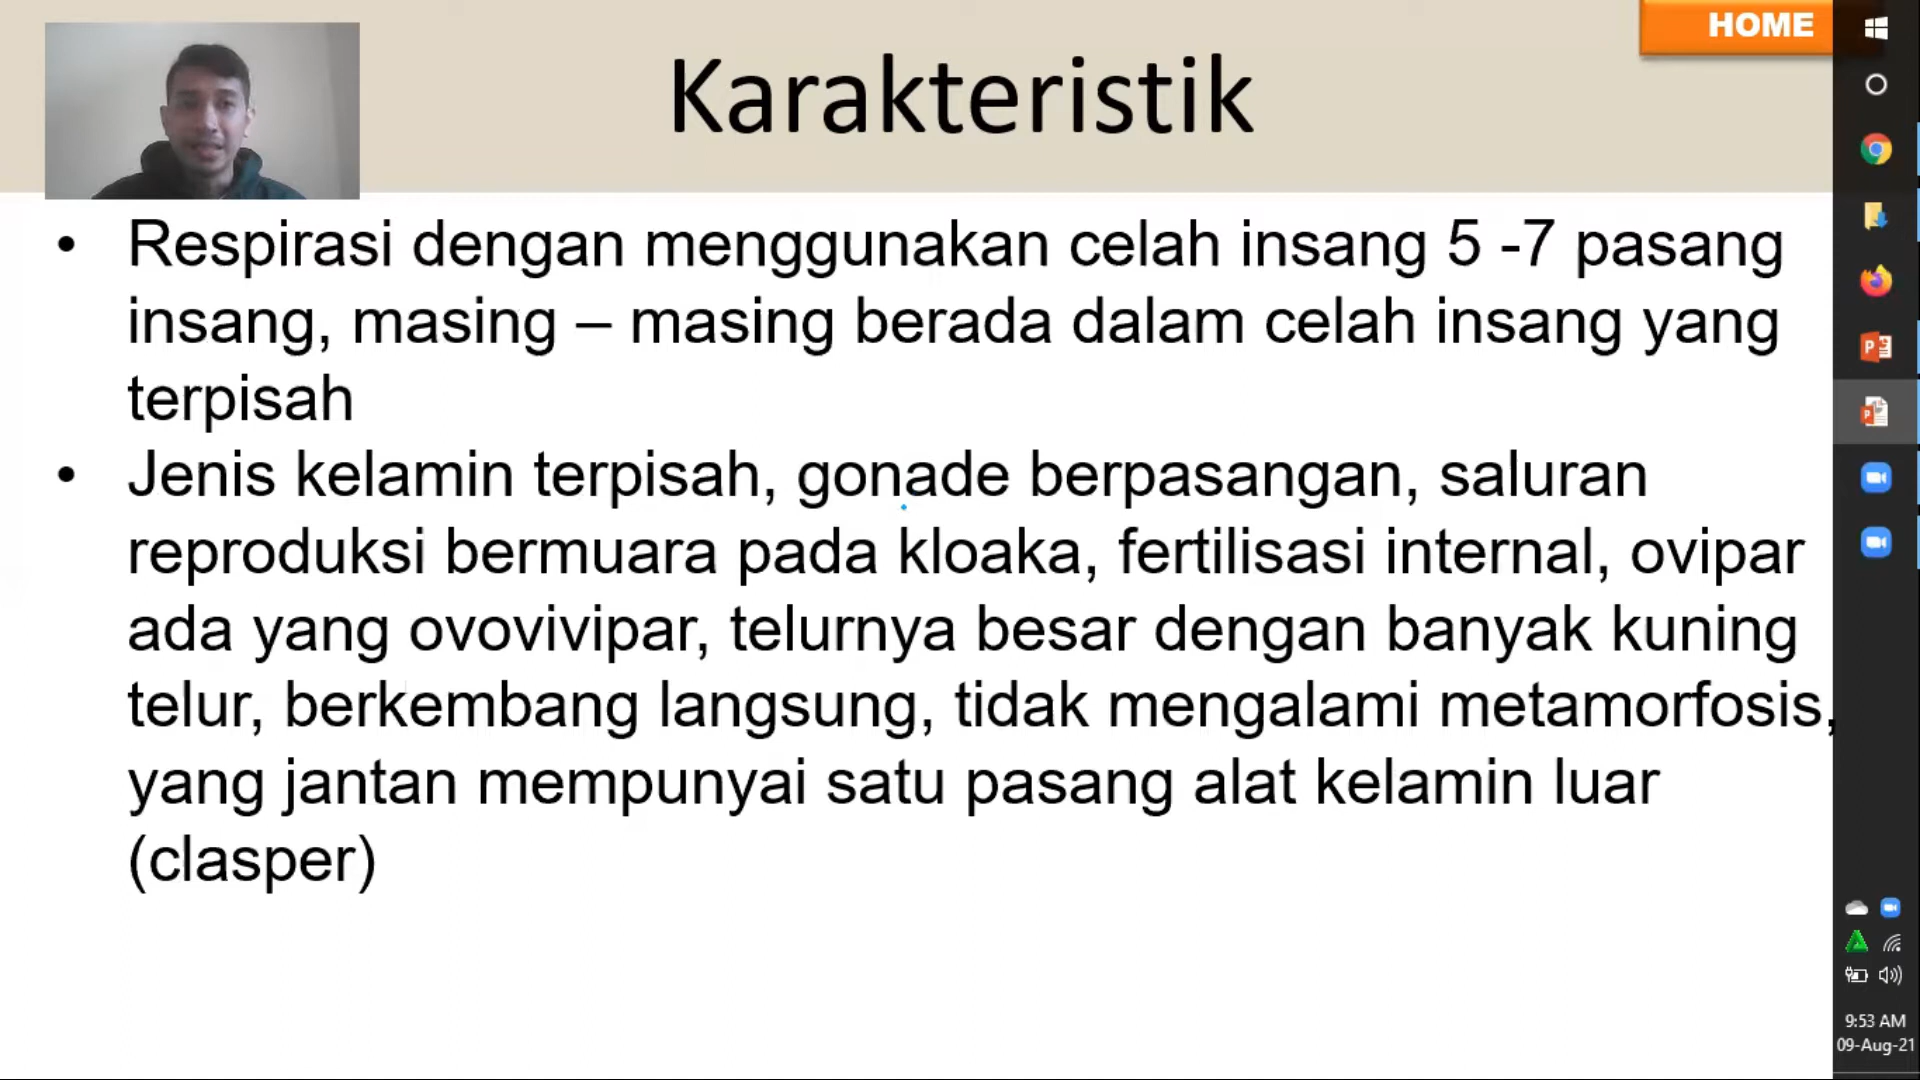 HOME
Karakteristik
• Respirasi dengan menggunakan celah insang 5 -7 pasang
insang, masing – masing berada dalam celah insang yang
terpisah
• Jenis kelamin terpisah, gonade berpasangan, saluran
reproduksi bermuara pada kloaka, fertilisasi internal, ovipar
ada yang ovovivipar, telurnya besar dengan banyak kuning
telur, berkembang langsung, tidak mengalami metamorfosis,
yang jantan mempunyai satu pasang alat kelamin luar
(clasper)
9:53 AM
09-Aug-21